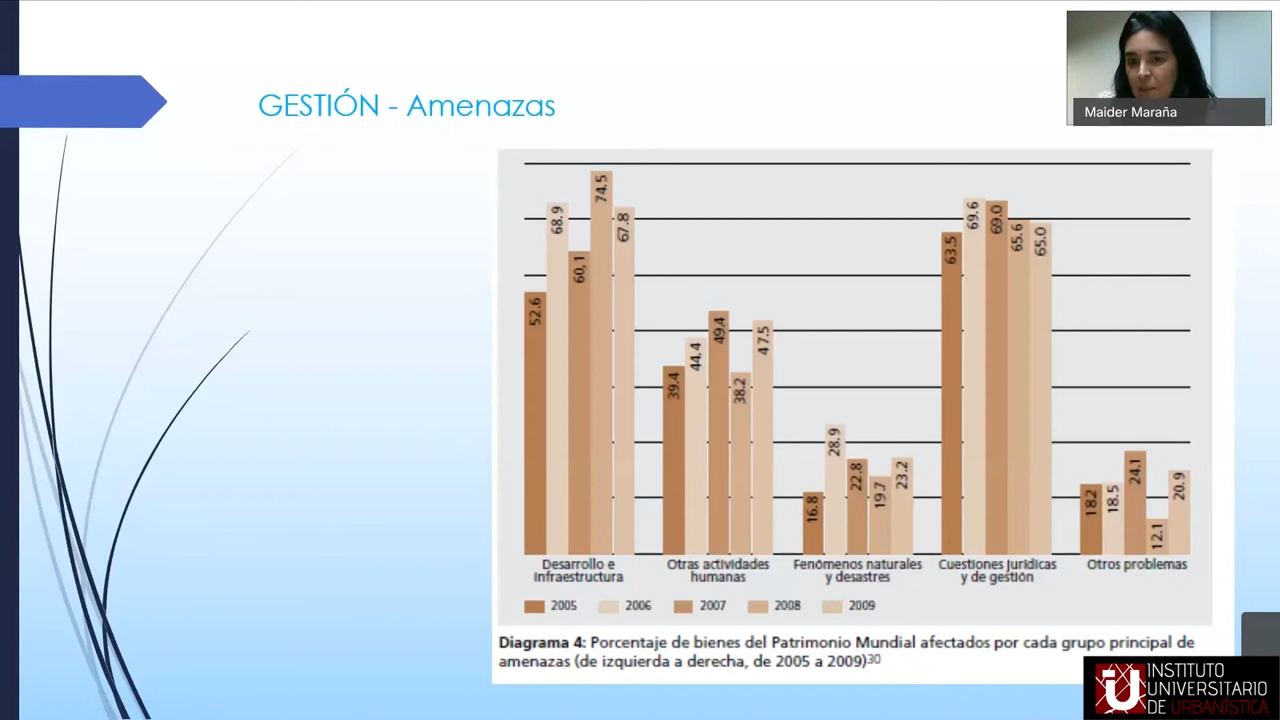 GESTIÓN - Amenazas
Maider Maraña
52.6
68.9
60,1
74.5
67.8
39.4
44.4
49.4
38.2
47.5
16.8
28.9
22.8
19.7
23.2
63.5
69.6
69.0
65.6
65.0
182
18.5
24.1
12.1
20.9
Desarrollo e
infraestructura
Otras actividades
humanas
Fenómenos naturales
y desastres
Cuestiones jurídicas
y de gestión
Otros problemas
2005 2006 2007 2008 2009
Diagrama 4: Porcentaje de bienes del Patrimonio Mundial afectados por cada grupo principal de
amenazas (de izquierda a derecha, de 2005 a 2009)30
INSTITUTO
UNIVERSITARIO
DE URBANÍSTICA